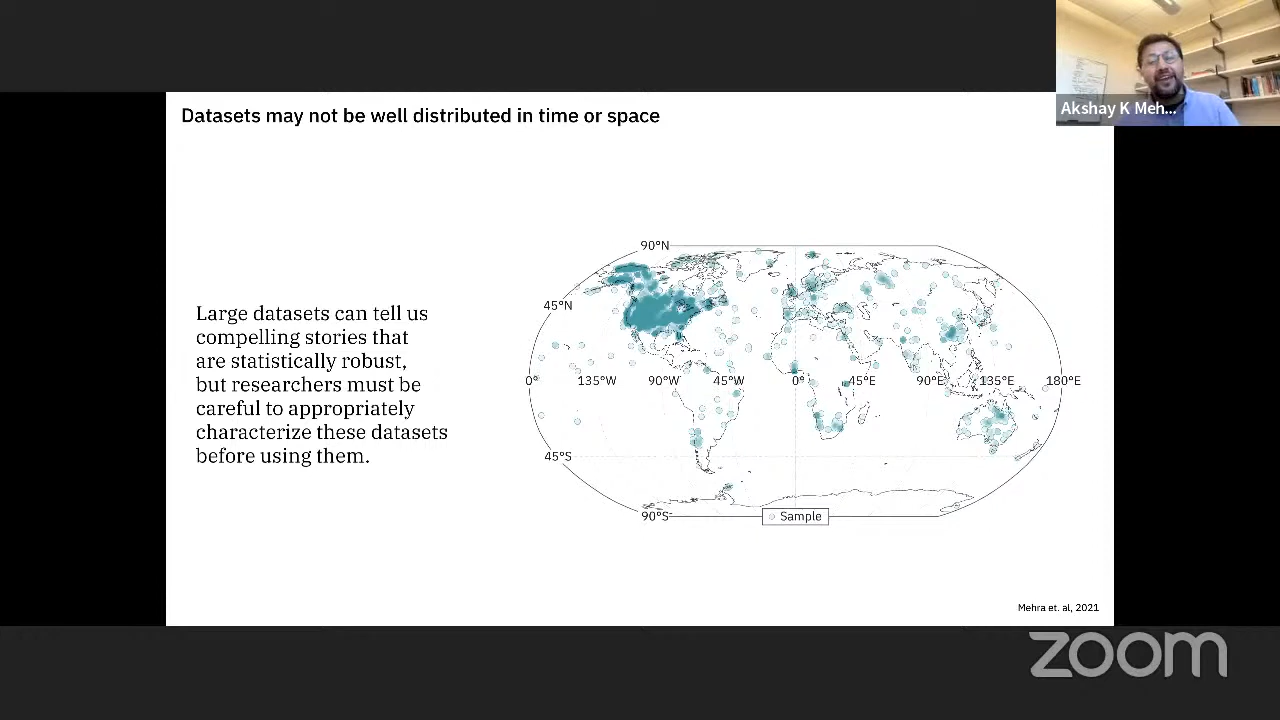 Datasets may not be well distributed in time or space
Akshay K Meh...
Large datasets can tell us
compelling stories that
are statistically robust,
but researchers must be
careful to appropriately
characterize these datasets
before using them.
90°N
45°N
0° 135°W 90°W 45°W 0° 45°E 90°E 135°E 180°E
45°S
90°S
Sample
Mehra et. al, 2021
zoom